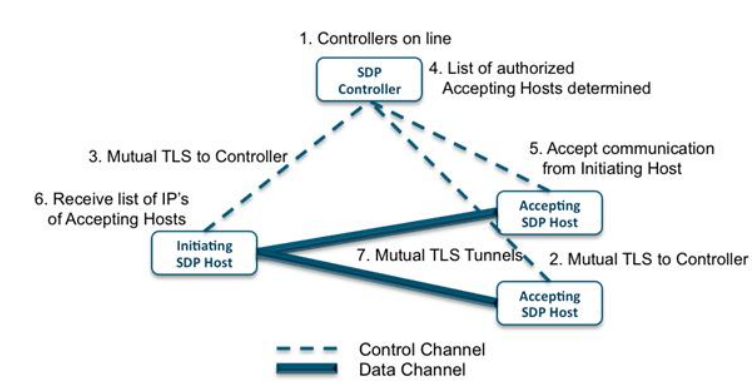 1. Controllers on line
SDP
Controller
4. List of authorized
Accepting Hosts determined
3. Mutual TLS to Controller
5. Accept communication
from Initiating Host
6. Receive list of IP's
of Accepting Hosts
Accepting
SDP Host
Initiating
SDP Host
7. Mutual TLS Tunnels
2. Mutual TLS to Controller
Accepting
SDP Host
Control Channel
Data Channel